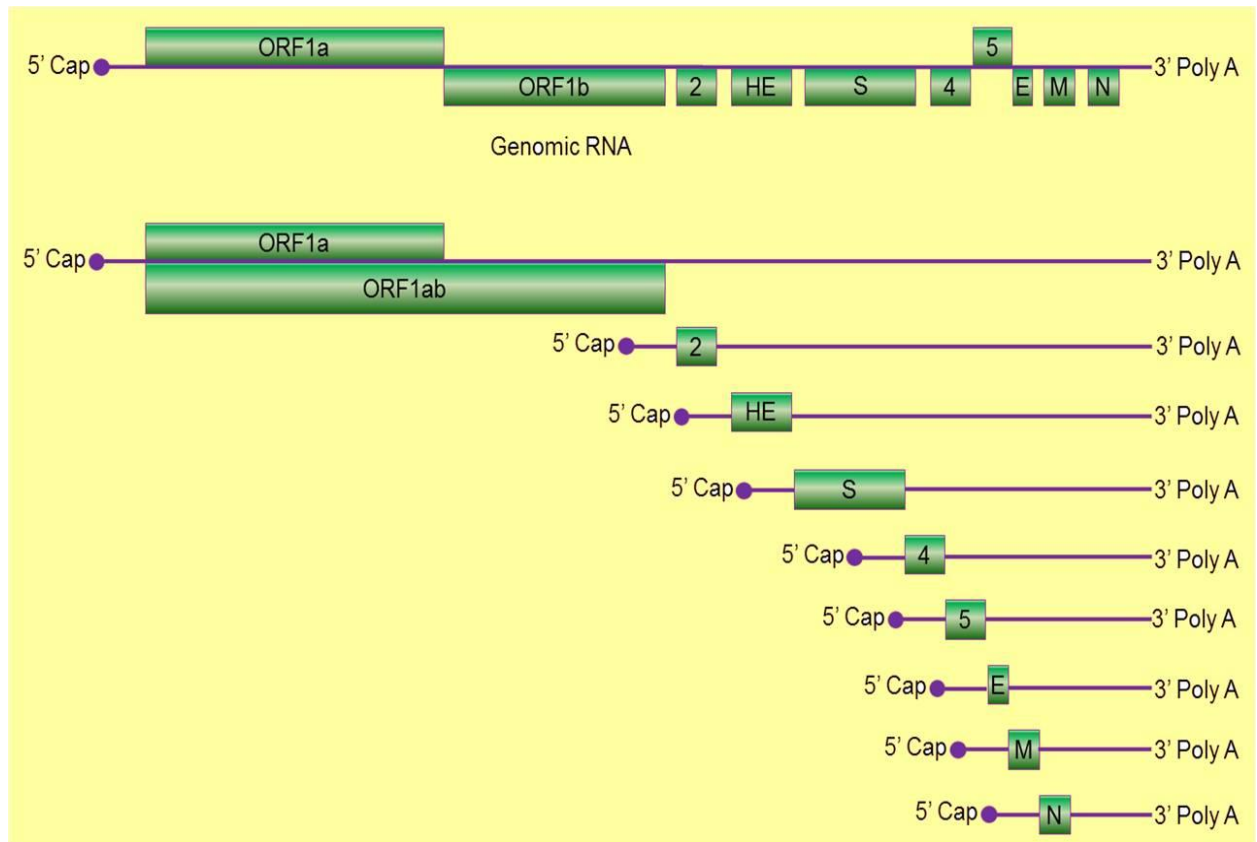 ORF1a 5
5’ Cap 3’ Poly A
ORF1b 2 HE S 4 E M N
Genomic RNA
ORF1a
5’ Cap 3’ Poly A
ORF1ab
5’ Cap 2 3’ Poly A
5’ Cap HE 3’ Poly A
5’ Cap S 3’ Poly A
5’ Cap 4 3’ Poly A
5’ Cap 5 3’ Poly A
5’ Cap E 3’ Poly A
5’ Cap M 3’ Poly A
5’ Cap N 3’ Poly A